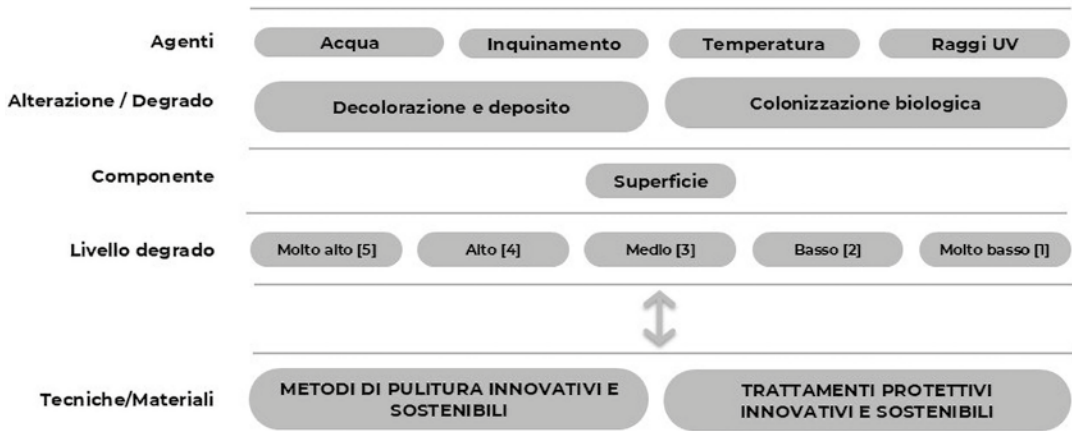 Agenti
Acqua
Inquinamento
Temperatura
Raggi UV
Alterazione / Degrado
Decolorazione e deposito
Colonizzazione biologica
Componente
Superficie
Livello degrado
Molto alto [5]
Alto [4]
Medio [3]
Basso [2]
Molto basso [1]
Tecniche/Materiali
METODI DI PULITURA INNOVATIVI E
SOSTENIBILI
TRATTAMENTI PROTETTIVI
INNOVATIVI E SOSTENIBILI